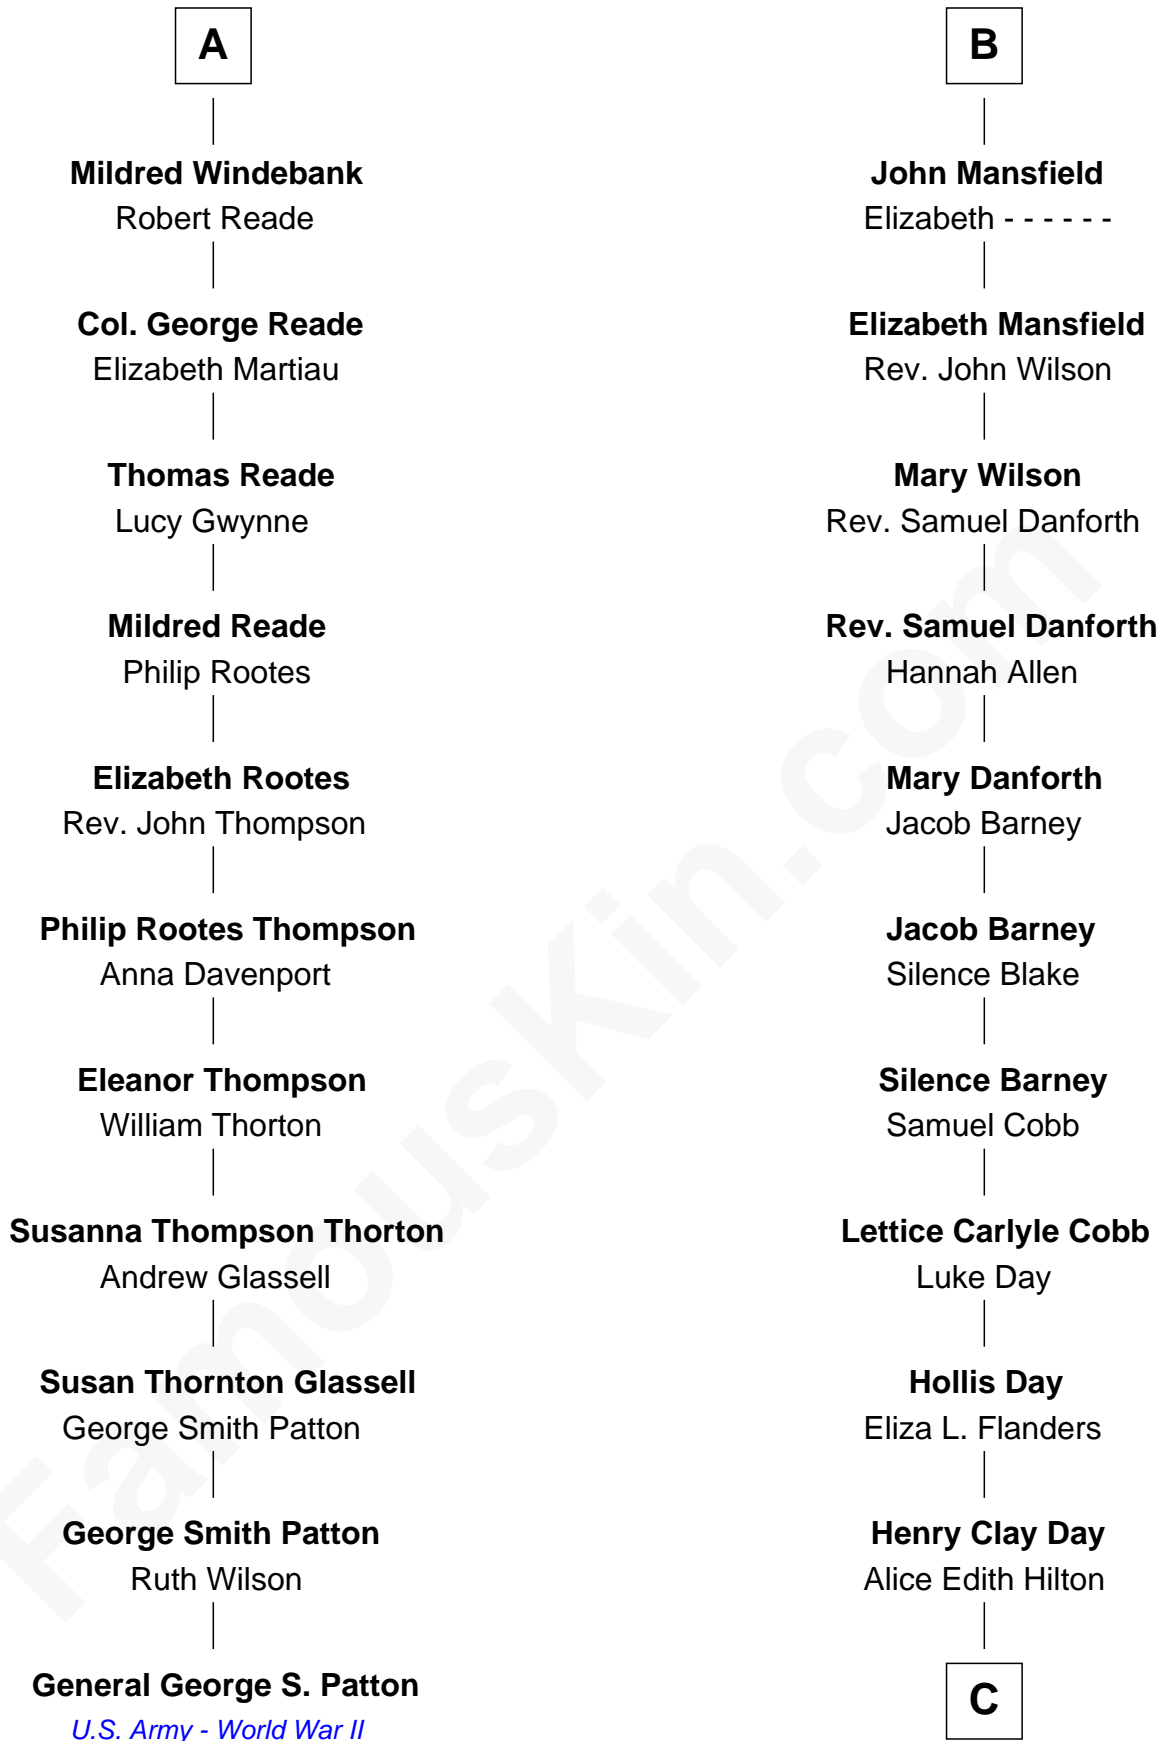 A
Mildred Windebank
Robert Reade
Col. George Reade
Elizabeth Martiau
Thomas Reade
Lucy Gwynne
Mildred Reade
Philip Rootes
Elizabeth Rootes
Rev. John Thompson
Philip Rootes Thompson
Anna Davenport
Eleanor Thompson
William Thorton
Susanna Thompson Thorton
Andrew Glassell
Susan Thornton Glassell
George Smith Patton
George Smith Patton
Ruth Wilson
General George S. Patton
U.S. Army - World War II
B
John Mansfield
Elizabeth - - - - - -
Elizabeth Mansfield
Rev. John Wilson
Mary Wilson
Rev. Samuel Danforth
Rev. Samuel Danforth
Hannah Allen
Mary Danforth
Jacob Barney
Jacob Barney
Silence Blake
Silence Barney
Samuel Cobb
Lettice Carlyle Cobb
Luke Day
Hollis Day
Eliza L. Flanders
Henry Clay Day
Alice Edith Hilton
C
FamousKin.com